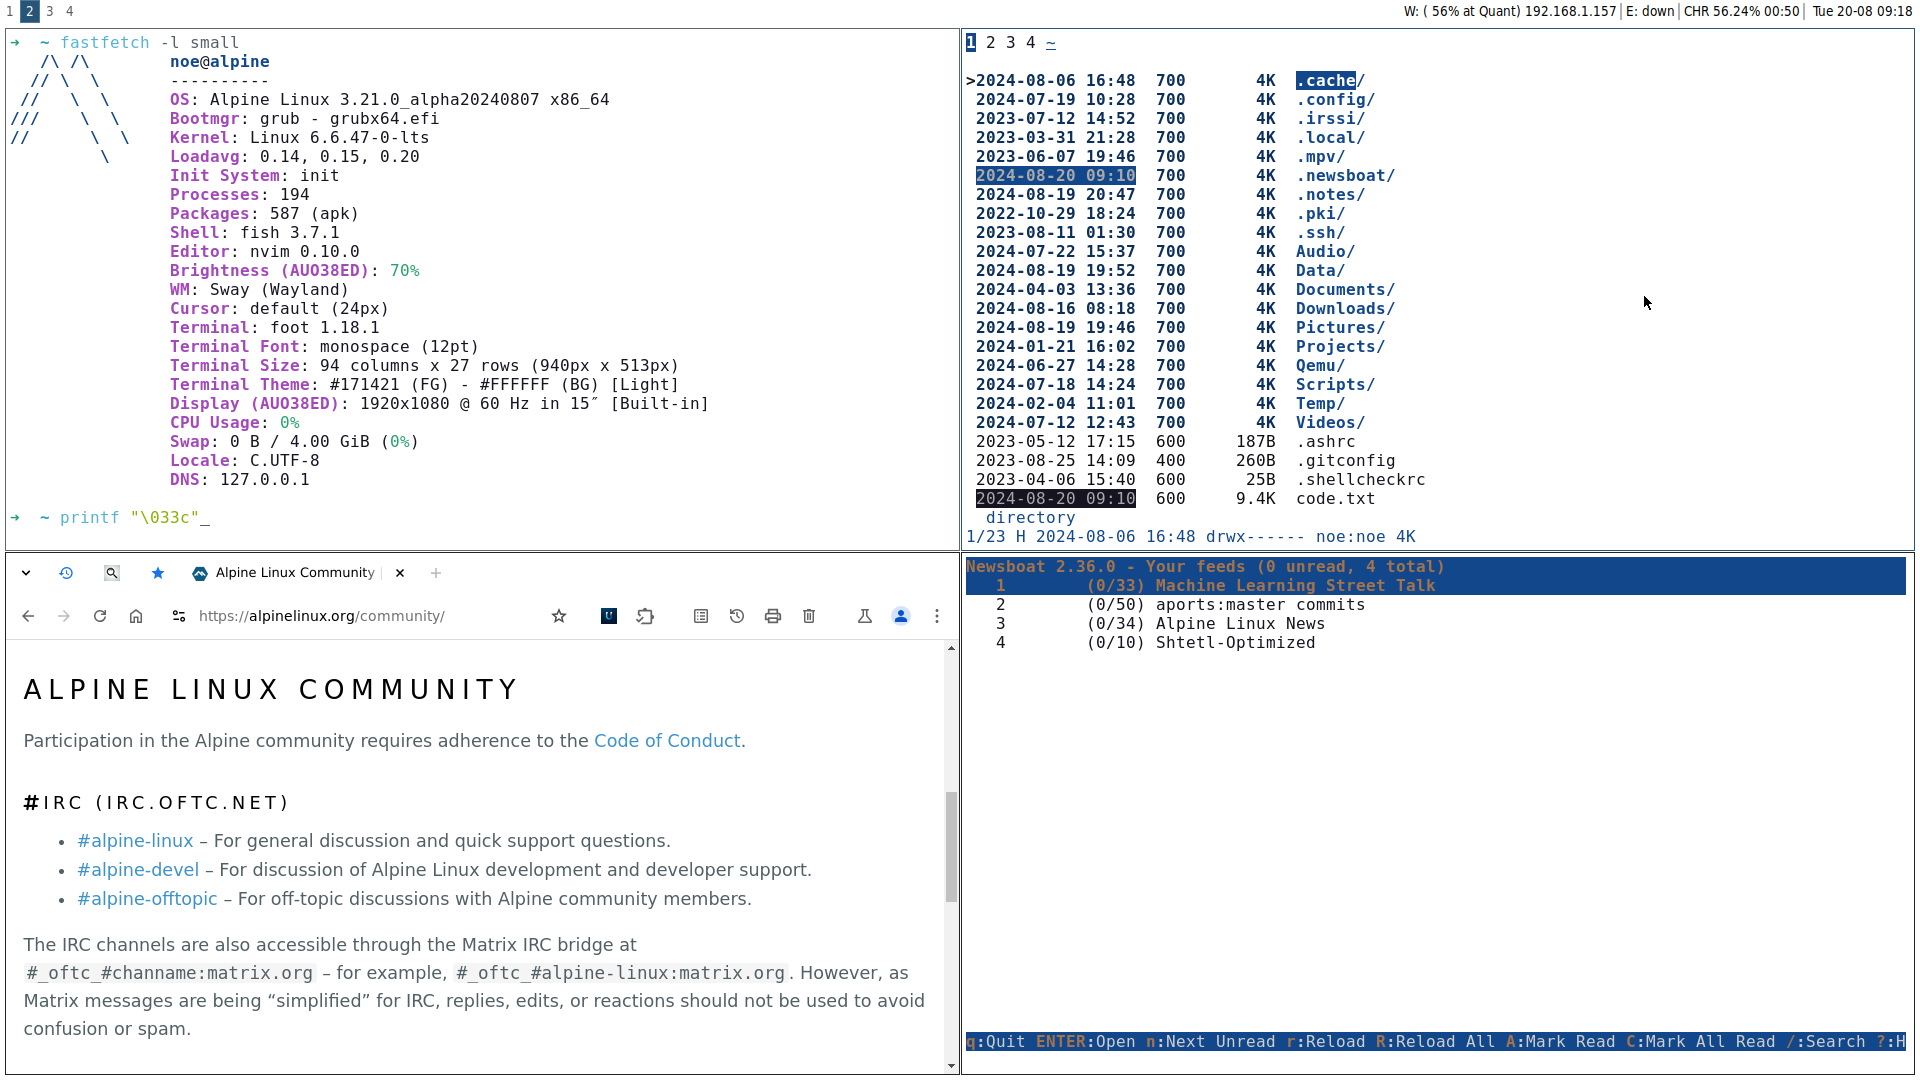 1 2 3 4
W: ( 56% at Quant) 192.168.1.157 | E: down | CHR 56.24% 00:50 | Tue 20-08 09:18
➜ ~ fastfetch -l small
noe@alpine
----------
OS: Alpine Linux 3.21.0_alpha20240807 x86_64
Bootmgr: grub - grubx64.efi
Kernel: Linux 6.6.47-0-lts
Loadavg: 0.14, 0.15, 0.20
Init System: init
Processes: 194
Packages: 587 (apk)
Shell: fish 3.7.1
Editor: nvim 0.10.0
Brightness (AUO38ED): 70%
WM: Sway (Wayland)
Cursor: default (24px)
Terminal: foot 1.18.1
Terminal Font: monospace (12pt)
Terminal Size: 94 columns x 27 rows (940px x 513px)
Terminal Theme: #171421 (FG) - #FFFFFF (BG) [Light]
Display (AUO38ED): 1920x1080 @ 60 Hz in 15″ [Built-in]
CPU Usage: 0%
Swap: 0 B / 4.00 GiB (0%)
Locale: C.UTF-8
DNS: 127.0.0.1
➜ ~ printf "\033c"_
1 2 3 4 ~
>2024-08-06 16:48 700 4K .cache/
2024-07-19 10:28 700 4K .config/
2023-07-12 14:52 700 4K .irssi/
2023-03-31 21:28 700 4K .local/
2023-06-07 19:46 700 4K .mpv/
2024-08-20 09:10 700 4K .newsboat/
2024-08-19 20:47 700 4K .notes/
2022-10-29 18:24 700 4K .pki/
2023-08-11 01:30 700 4K .ssh/
2024-07-22 15:37 700 4K Audio/
2024-08-19 19:52 700 4K Data/
2024-04-03 13:36 700 4K Documents/
2024-08-16 08:18 700 4K Downloads/
2024-08-19 19:46 700 4K Pictures/
2024-01-21 16:02 700 4K Projects/
2024-06-27 14:28 700 4K Qemu/
2024-07-18 14:24 700 4K Scripts/
2024-02-04 11:01 700 4K Temp/
2024-07-12 12:43 700 4K Videos/
2023-05-12 17:15 600 187B .ashrc
2023-08-25 14:09 400 260B .gitconfig
2023-04-06 15:40 600 25B .shellcheckrc
2024-08-20 09:10 600 9.4K code.txt
directory
1/23 H 2024-08-06 16:48 drwx------ noe:noe 4K
Alpine Linux Community
https://alpinelinux.org/community/
ALPINE LINUX COMMUNITY
Participation in the Alpine community requires adherence to the Code of Conduct.
#IRC (IRC.OFTC.NET)
• #alpine-linux – For general discussion and quick support questions.
• #alpine-devel – For discussion of Alpine Linux development and developer support.
• #alpine-offtopic – For off-topic discussions with Alpine community members.
The IRC channels are also accessible through the Matrix IRC bridge at
#_oftc_#channame:matrix.org – for example, #_oftc_#alpine-linux:matrix.org. However, as
Matrix messages are being “simplified” for IRC, replies, edits, or reactions should not be used to avoid
confusion or spam.
Newsboat 2.36.0 - Your feeds (0 unread, 4 total)
1 (0/33) Machine Learning Street Talk
2 (0/50) aports:master commits
3 (0/34) Alpine Linux News
4 (0/10) Shtetl-Optimized
q:Quit ENTER:Open n:Next Unread r:Reload R:Reload All A:Mark Read C:Mark All Read /:Search ?:H